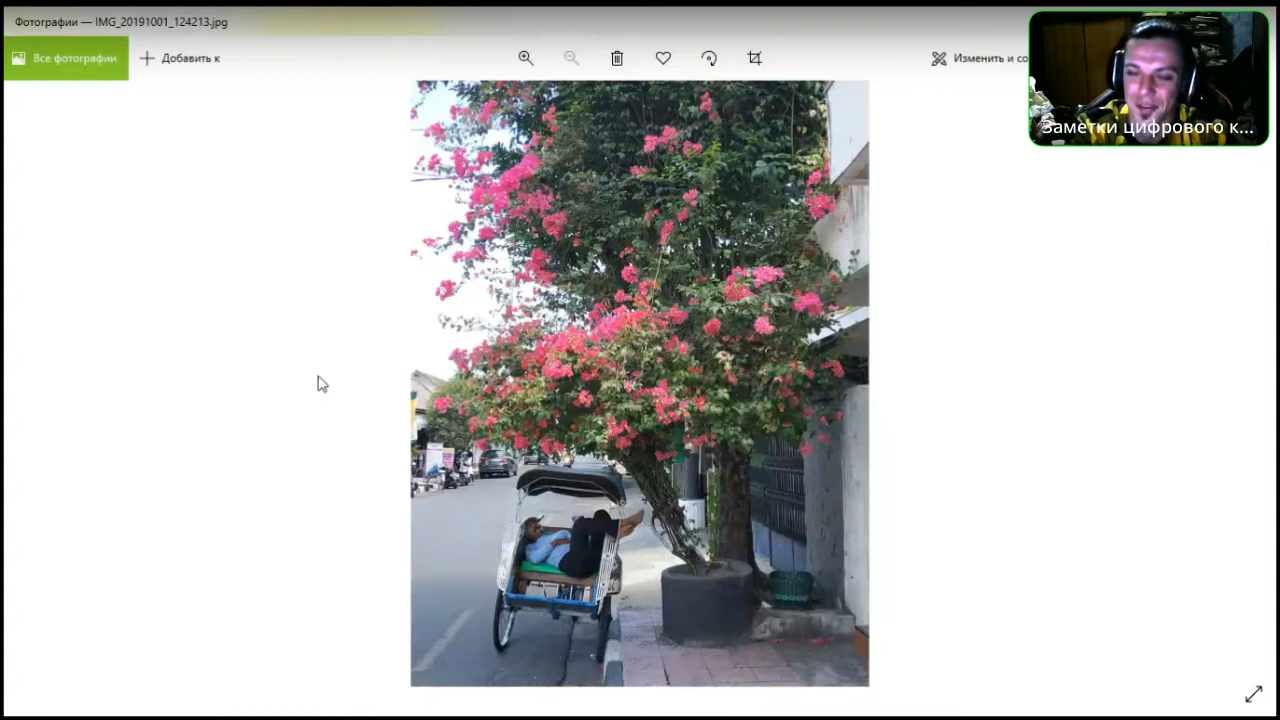 Фотографии — IMG_20191001_124213.jpg
Все фотографии
Добавить к
Изменить и со
Заметки цифрового к...